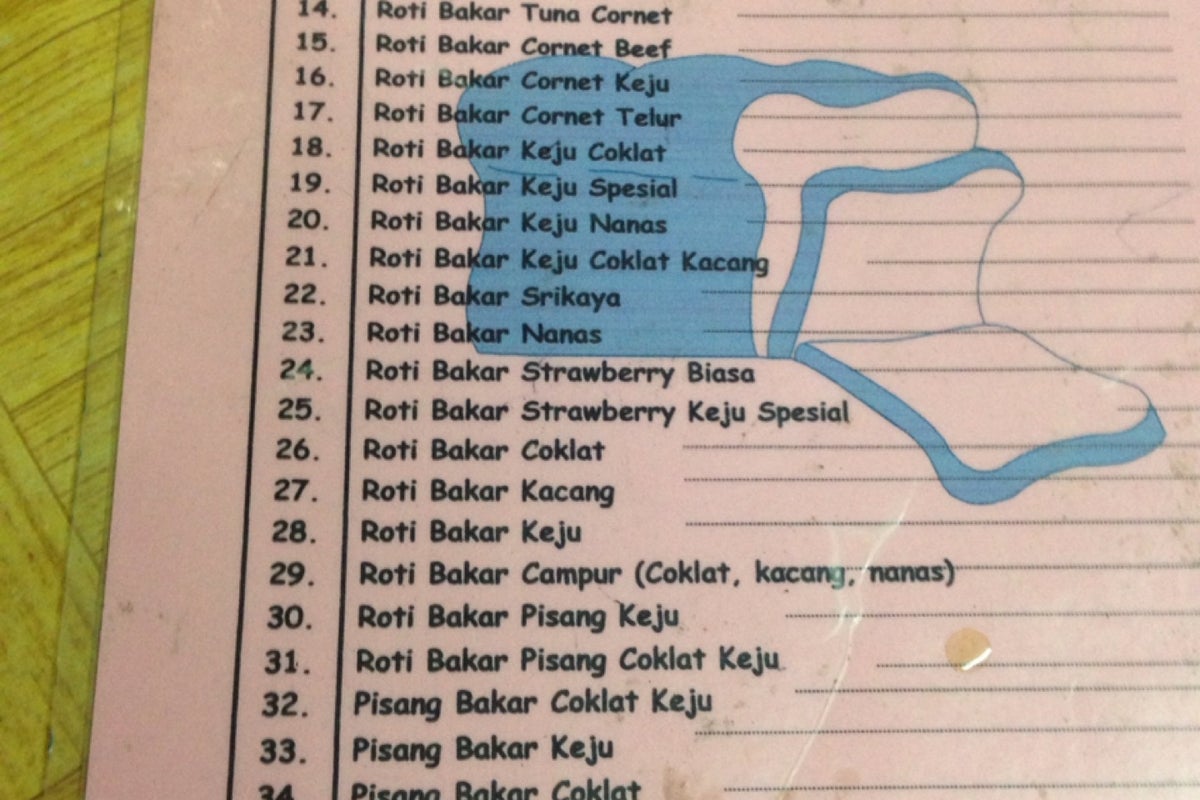 14. Roti Bakar Tuna Cornet
15. Roti Bakar Cornet Beef
16. Roti Bakar Cornet Keju
17. Roti Bakar Cornet Telur
18. Roti Bakar Keju Coklat
19. Roti Bakar Keju Spesial
20. Roti Bakar Keju Nanas
21. Roti Bakar Keju Coklat Kacang
22. Roti Bakar Srikaya
23. Roti Bakar Nanas
24. Roti Bakar Strawberry Biasa
25. Roti Bakar Strawberry Keju Spesial
26. Roti Bakar Coklat
27. Roti Bakar Kacang
28. Roti Bakar Keju
29. Roti Bakar Campur (Coklat, kacang, nanas)
30. Roti Bakar Pisang Keju
31. Roti Bakar Pisang Coklat Keju
32. Pisang Bakar Coklat Keju
33. Pisang Bakar Keju
34. Pisang Bakar Coklat